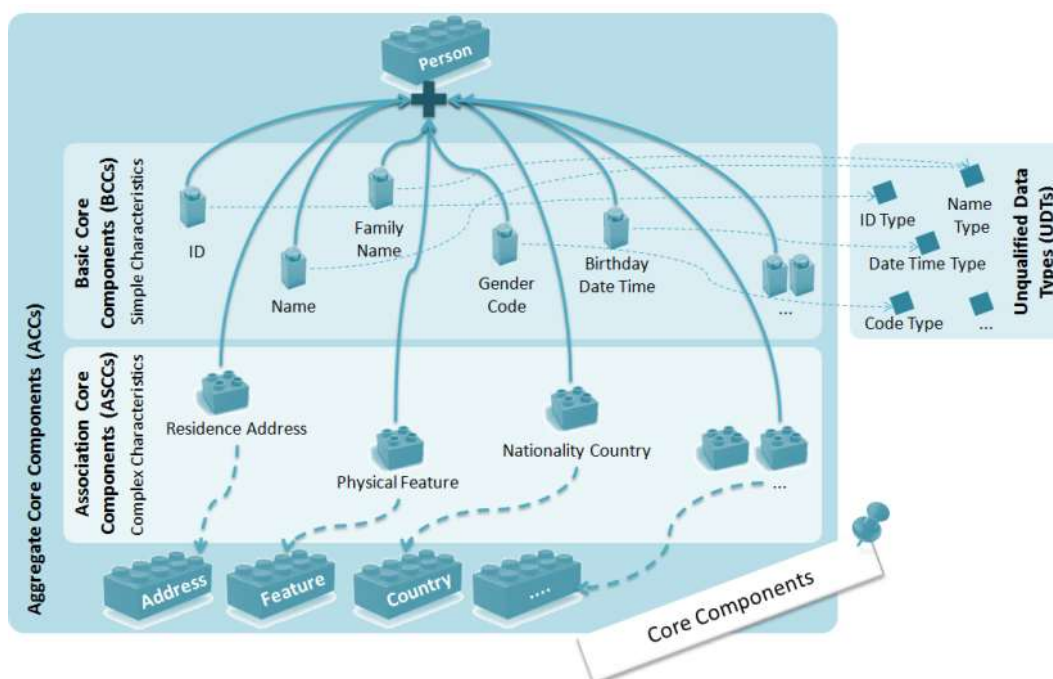 Person
Aggregate Core Components (ACCs)
Basic Core
Components (BCCs)
Simple Characteristics
ID
Name
Family
Name
Gender
Code
Birthday
Date Time
...
Unqualified Data
Types (UDTs)
ID Type
Name
Type
Date Time Type
Code Type
...
Association Core
Components (ASCCs)
Complex Characteristics
Residence Address
Physical Feature
Nationality Country
...
Address
Feature
Country
....
Core Components